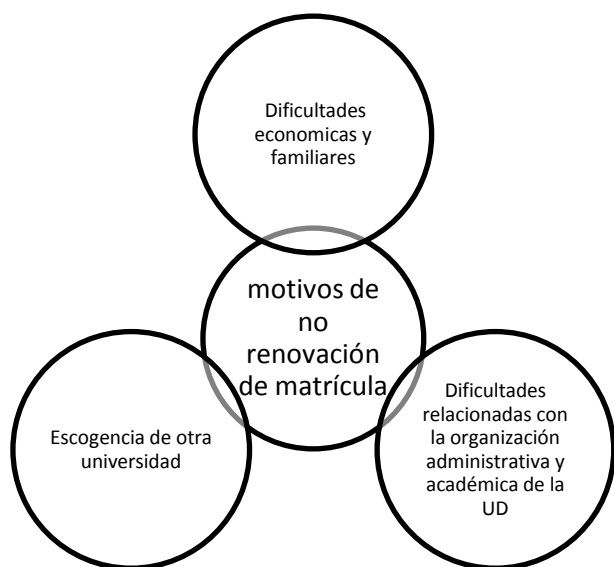 Dificultades
economicas y
familiares
motivos de
no
renovación
de matrícula
Escogencia de otra
universidad
Dificultades
relacionadas con
la organización
administrativa y
académica de la
UD